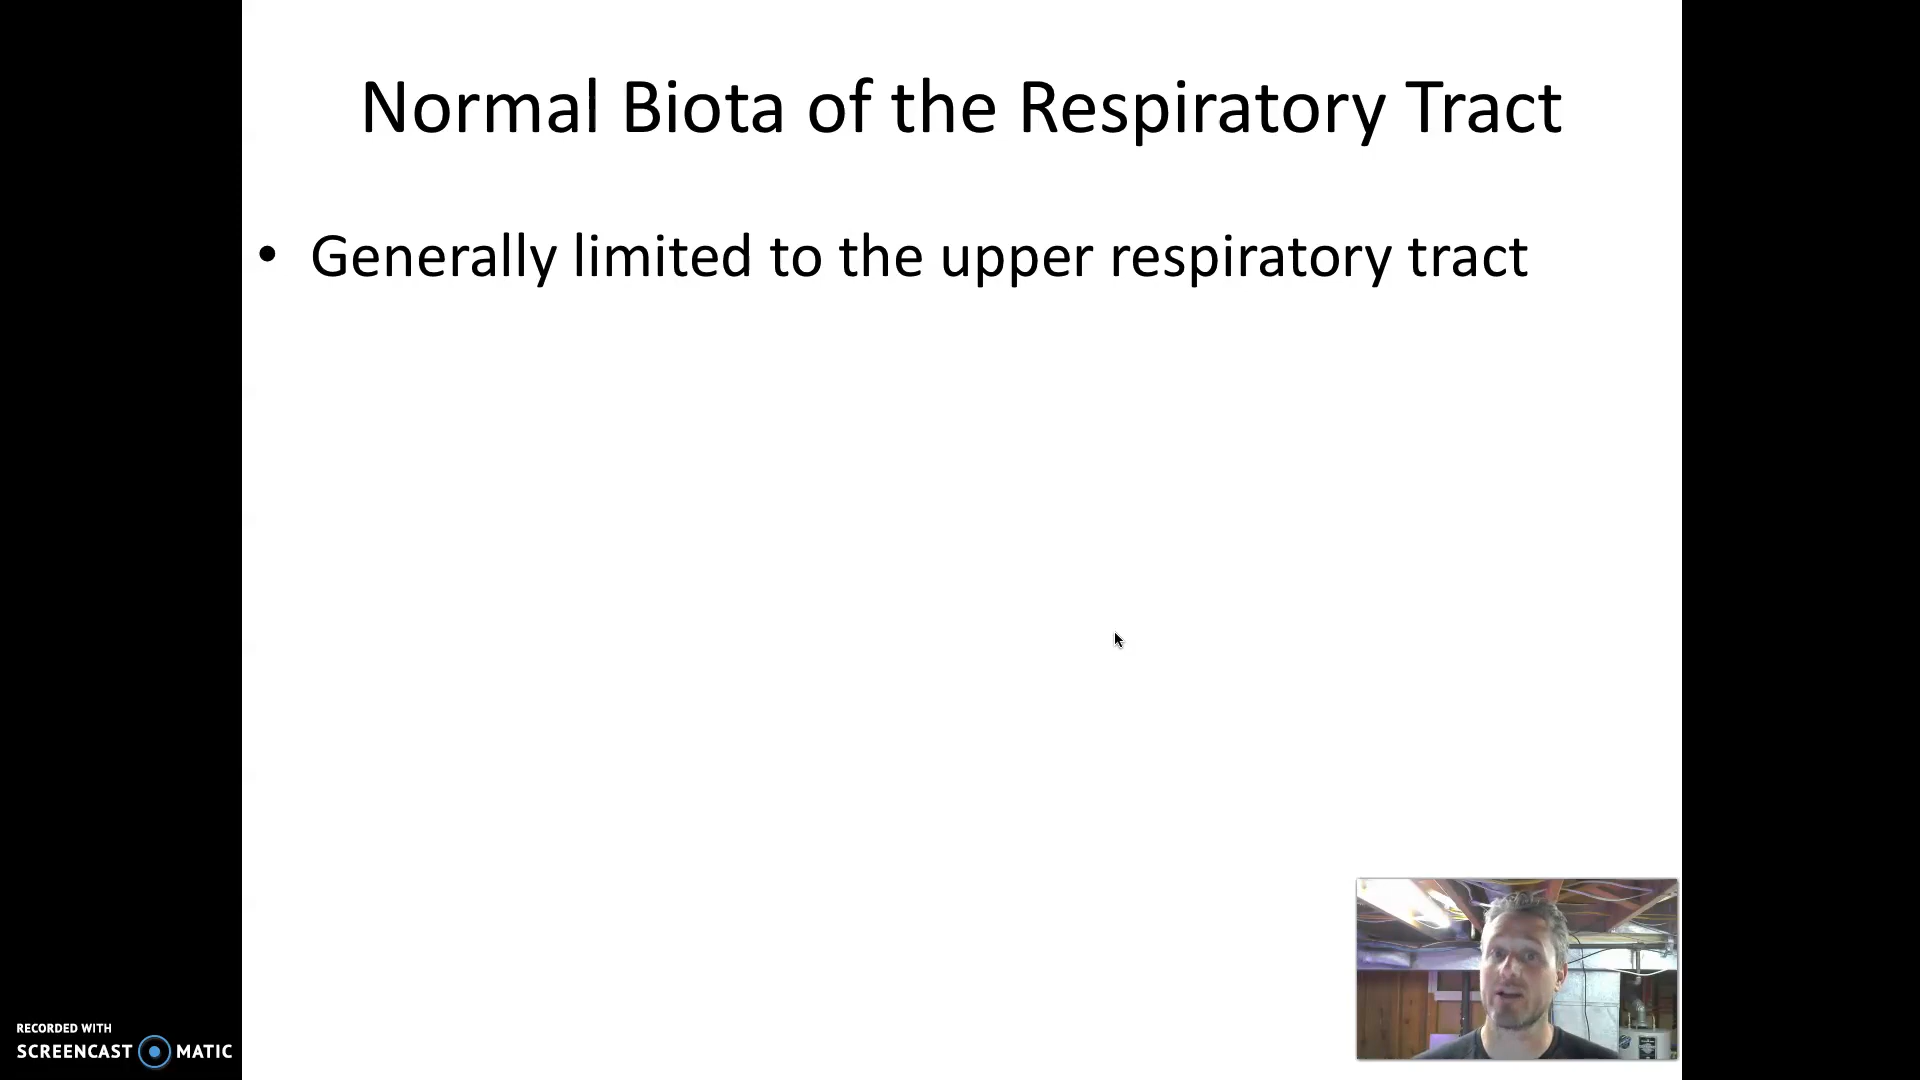 Normal Biota of the Respiratory Tract
• Generally limited to the upper respiratory tract
RECORDED WITH
SCREENCAST MATIC